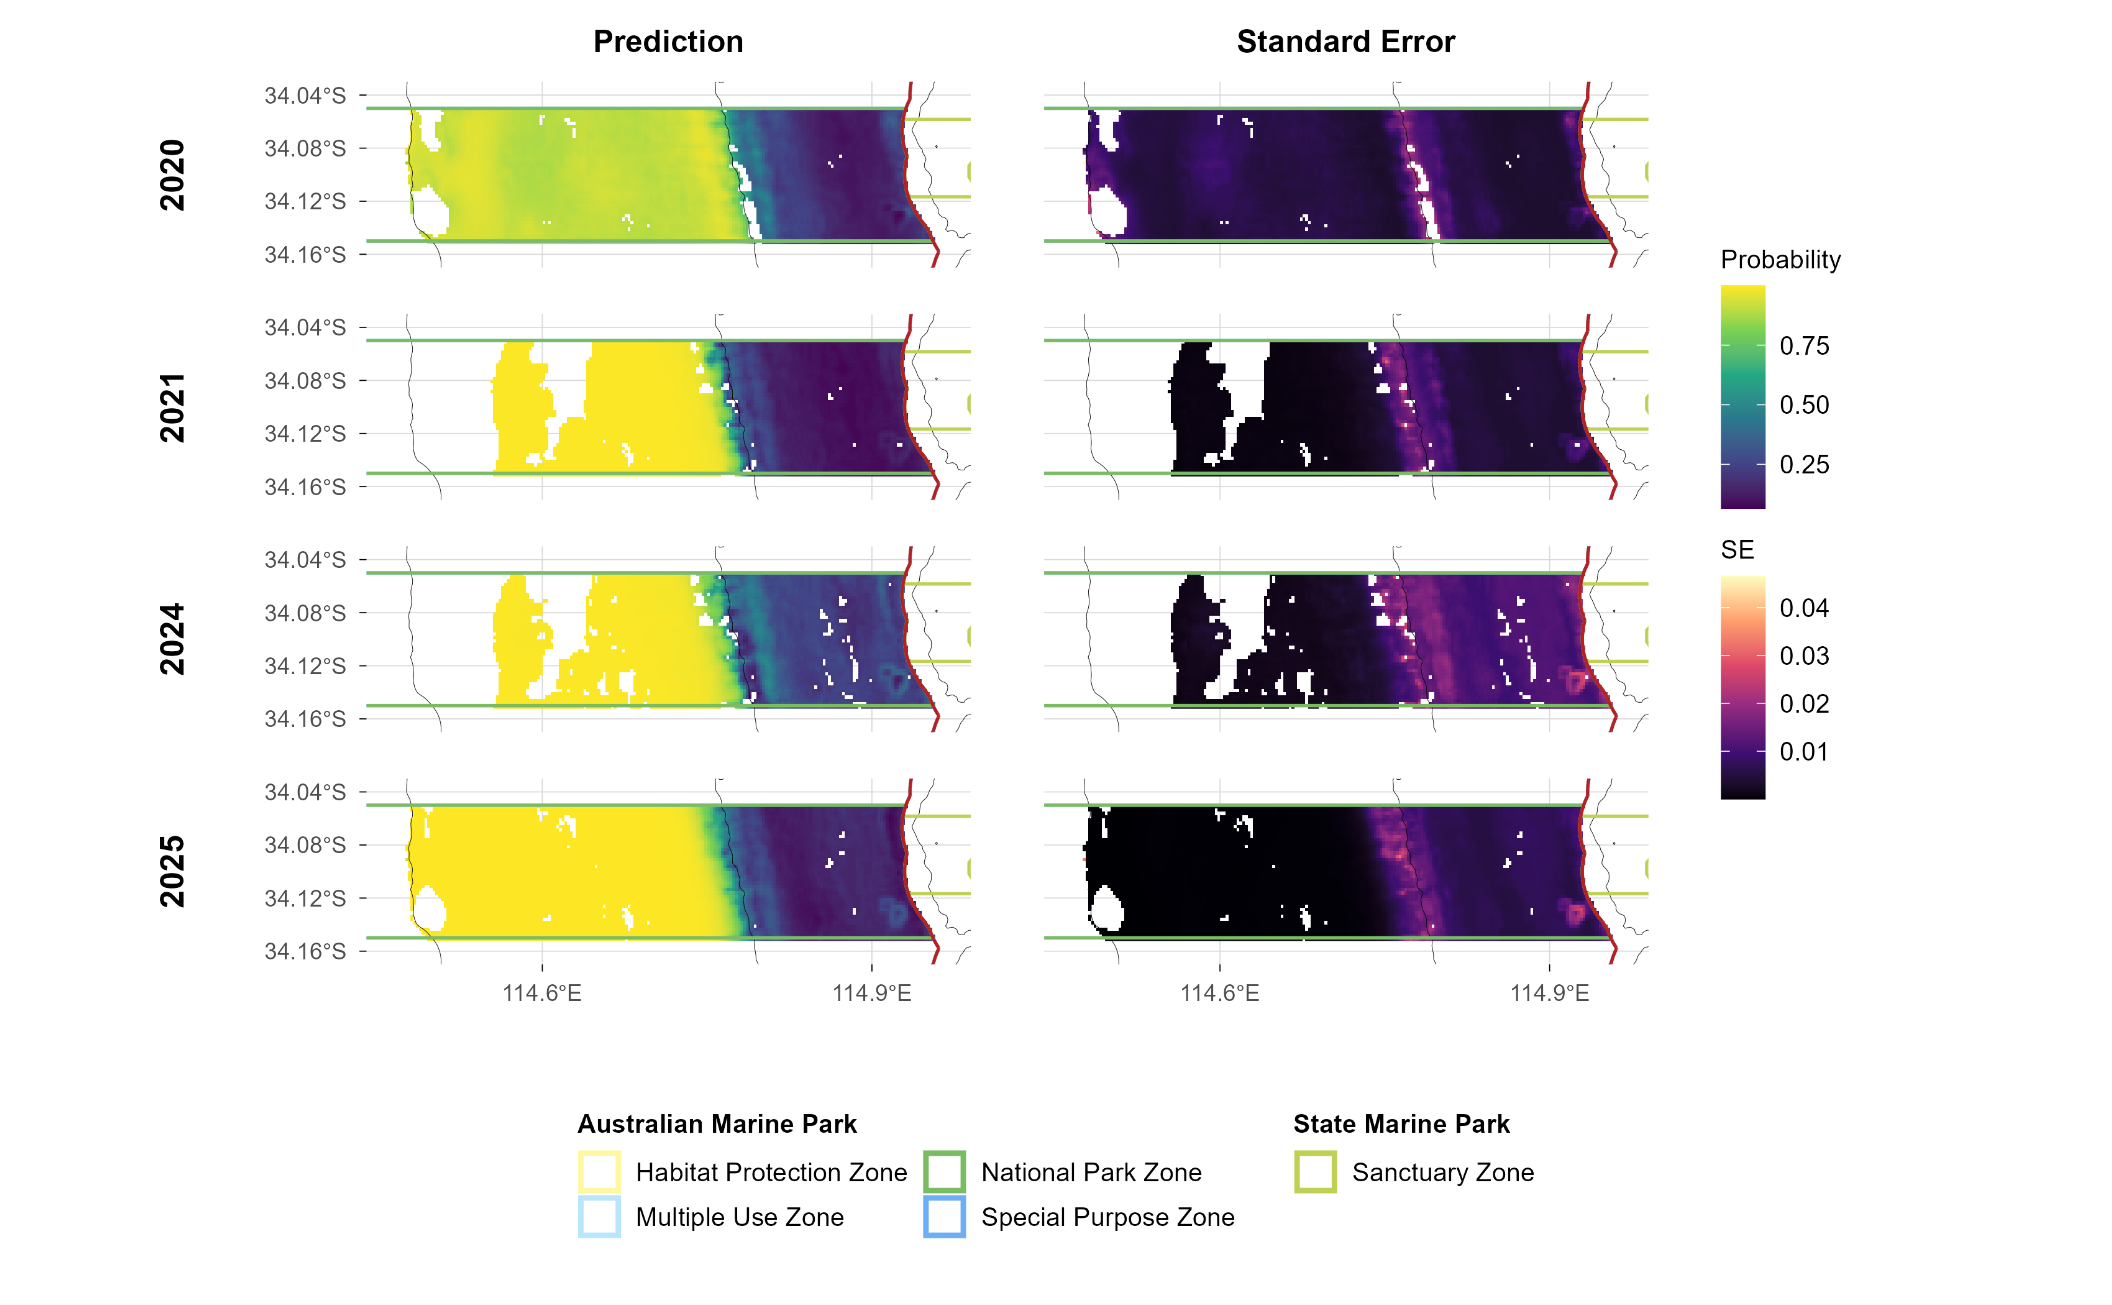 Prediction
Standard Error
2020
34.04°S
34.08°S
34.12°S
34.16°S
2021
34.04°S
34.08°S
34.12°S
34.16°S
2024
34.04°S
34.08°S
34.12°S
34.16°S
2025
34.04°S
34.08°S
34.12°S
34.16°S
114.6°E
114.9°E
114.6°E
114.9°E
Probability
0.75
0.50
0.25
SE
0.04
0.03
0.02
0.01
Australian Marine Park
Habitat Protection Zone
National Park Zone
Multiple Use Zone
Special Purpose Zone
State Marine Park
Sanctuary Zone